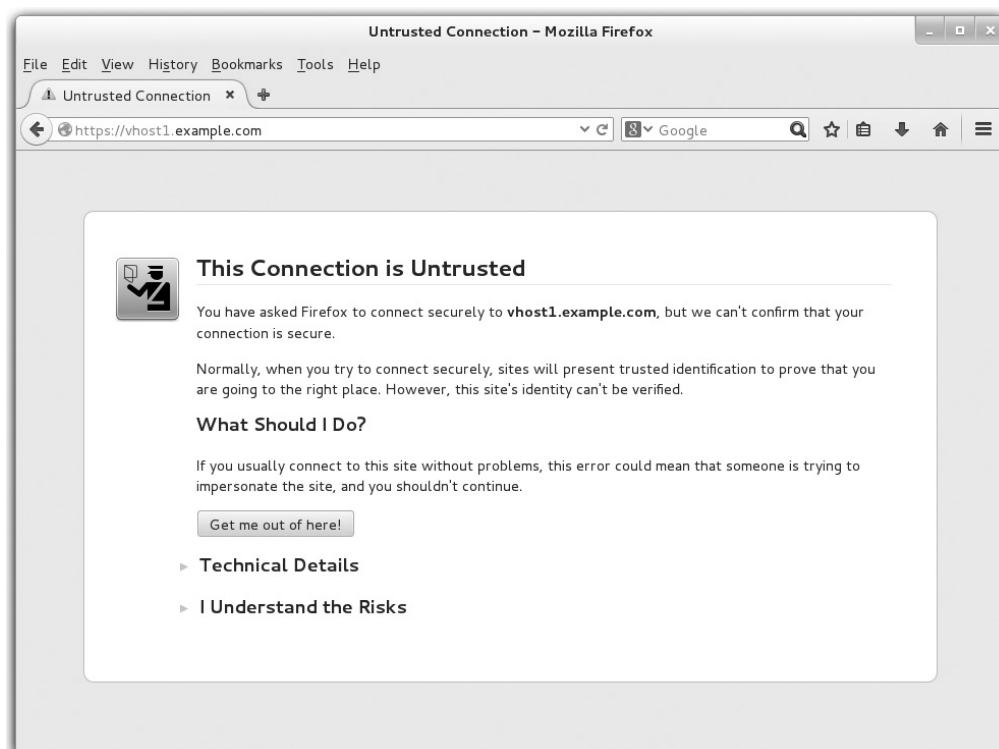 Untrusted Connection – Mozilla Firefox
File Edit View History Bookmarks Tools Help
Untrusted Connection
https://vhost1.example.com
8 Google
This Connection is Untrusted
You have asked Firefox to connect securely to vhost1.example.com, but we can't confirm that your
connection is secure.
Normally, when you try to connect securely, sites will present trusted identification to prove that you
are going to the right place. However, this site's identity can't be verified.
What Should I Do?
If you usually connect to this site without problems, this error could mean that someone is trying to
impersonate the site, and you shouldn't continue.
Get me out of here!
Technical Details
I Understand the Risks